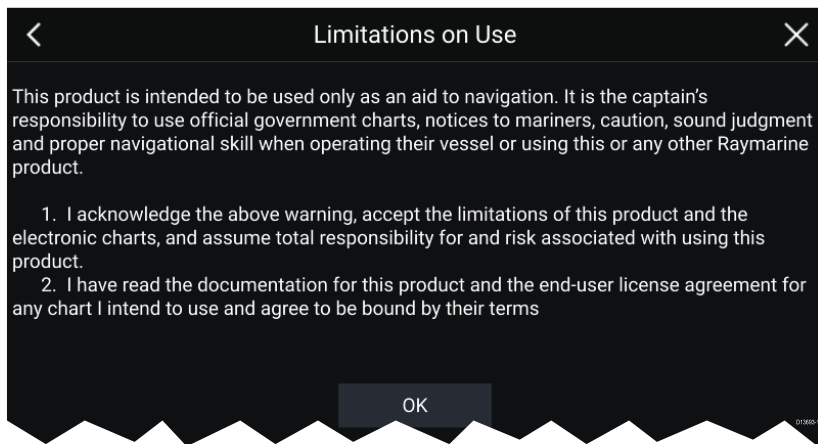 Limitations on Use
This product is intended to be used only as an aid to navigation. It is the captain’s
responsibility to use official government charts, notices to mariners, caution, sound judgment
and proper navigational skill when operating their vessel or using this or any other Raymarine
product.
1. I acknowledge the above warning, accept the limitations of this product and the
electronic charts, and assume total responsibility for and risk associated with using this
product.
2. I have read the documentation for this product and the end-user license agreement for
any chart I intend to use and agree to be bound by their terms
OK